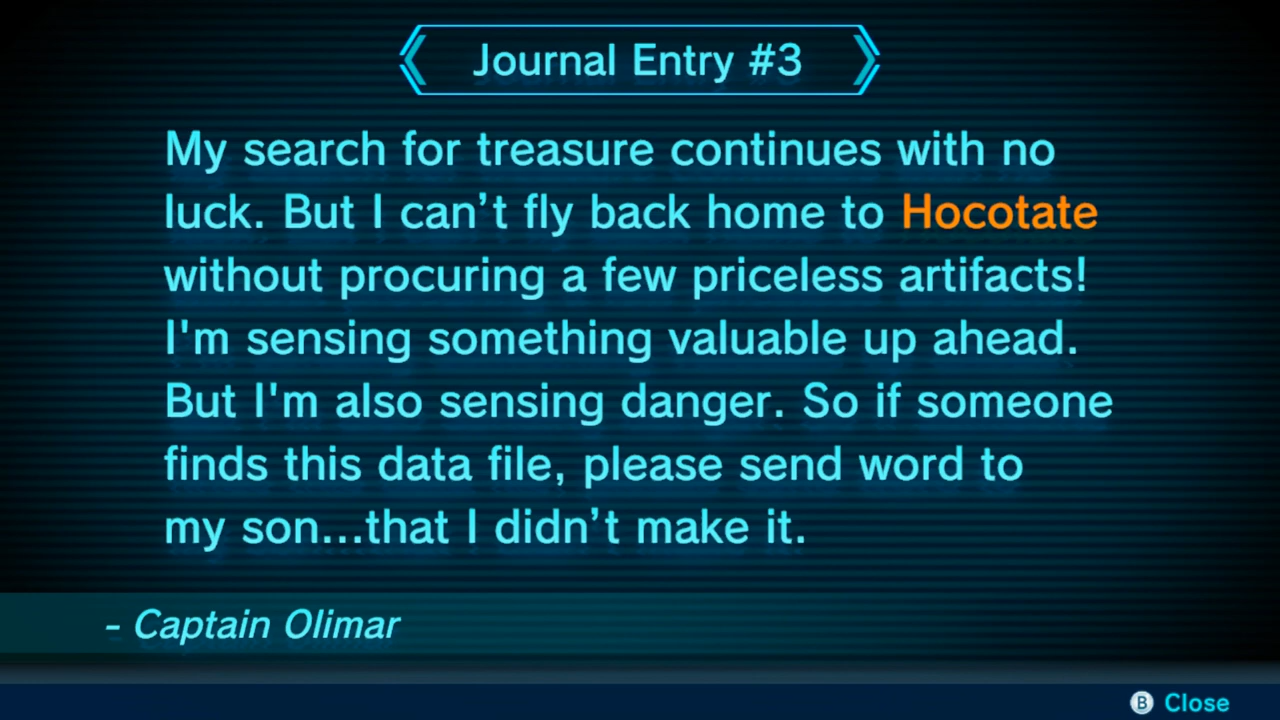 Journal Entry #3
My search for treasure continues with no
luck. But I can’t fly back home to Hocotate
without procuring a few priceless artifacts!
I'm sensing something valuable up ahead.
But I'm also sensing danger. So if someone
finds this data file, please send word to
my son...that I didn’t make it.
– Captain Olimar
B Close